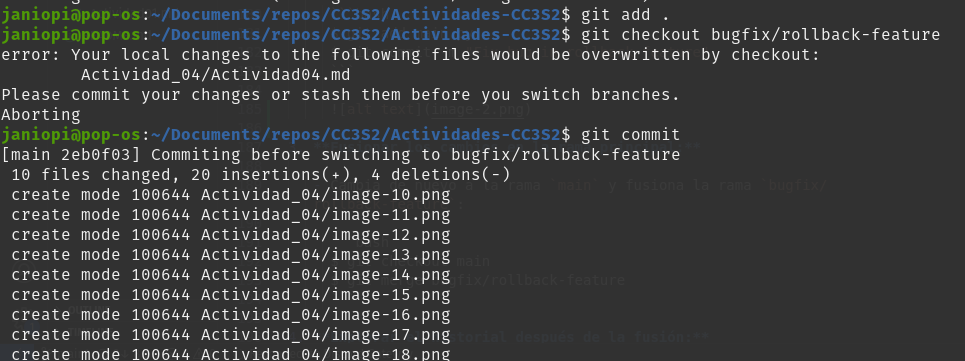 janiopi@pop-os:~/Documents/repos/CC3S2/Actividades-CC3S2$ git add .
janiopi@pop-os:~/Documents/repos/CC3S2/Actividades-CC3S2$ git checkout bugfix/rollback-feature
error: Your local changes to the following files would be overwritten by checkout:
        Actividad_04/Actividad04.md
Please commit your changes or stash them before you switch branches.
Aborting
janiopi@pop-os:~/Documents/repos/CC3S2/Actividades-CC3S2$ git commit
[main 2eb0f03] Commiting before switching to bugfix/rollback-feature
 10 files changed, 20 insertions(+), 4 deletions(-)
 create mode 100644 Actividad_04/image-10.png
 create mode 100644 Actividad_04/image-11.png
 create mode 100644 Actividad_04/image-12.png
 create mode 100644 Actividad_04/image-13.png
 create mode 100644 Actividad_04/image-14.png
 create mode 100644 Actividad_04/image-15.png
 create mode 100644 Actividad_04/image-16.png
 create mode 100644 Actividad_04/image-17.png
 create mode 100644 Actividad_04/image-18.png